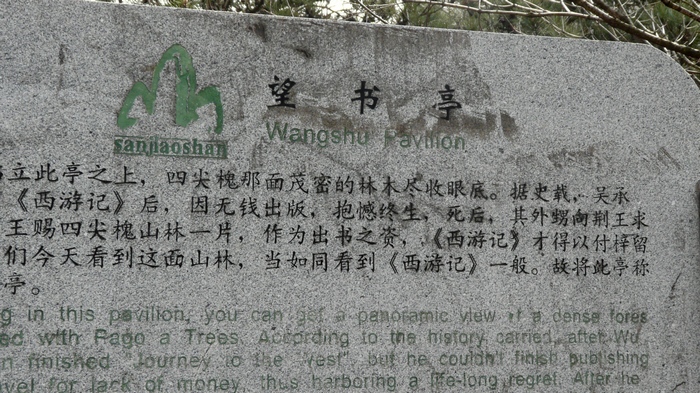 望书亭
sanjiaoshan
Wangshu Pavilion
立此亭之上，四尖槐那面茂密的林木尽收眼底。据史载，吴承
《西游记》后，因无钱出版，抱憾终生，死后，其外甥向荆王求
王赐四尖槐山林一片，作为出书之资，《西游记》才得以付梓留
们今天看到这面山林，当如同看到《西游记》一般。故将此亭称
亭。
g in this pavilion, you can get a panoramic view of a dense fores
ed with Pago a Trees. According to the history carried, after Wu
n finished "Journey to the West", but he couldn't finish publishing
vel for lack of money, thus harboring a life-long regret. After he